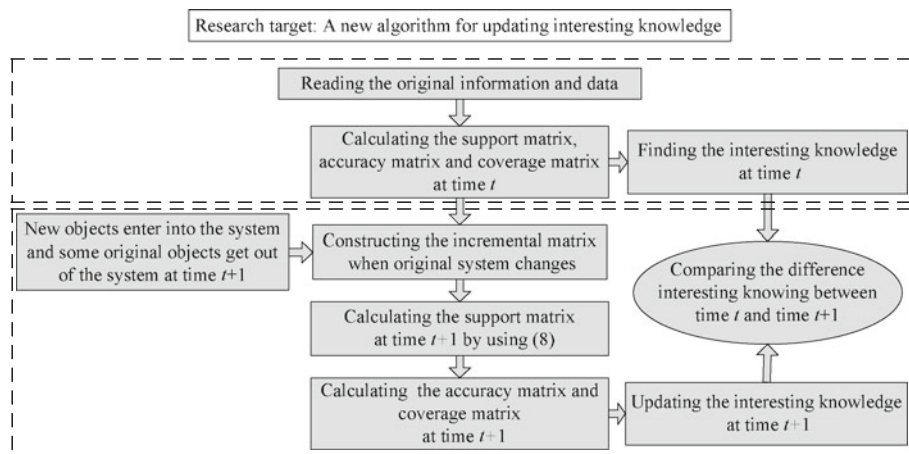 Research target: A new algorithm for updating interesting knowledge
Reading the original information and data
Calculating the support matrix,
accuracy matrix and coverage matrix
at time t
Finding the interesting knowledge
at time t
New objects enter into the system
and some original objects get out
of the system at time t+1
Constructing the incremental matrix
when original system changes
Comparing the difference
interesting knowing between
time t and time t+1
Calculating the support matrix
at time t+1 by using (8)
Calculating the accuracy matrix and
coverage matrix
at time t+1
Updating the interesting knowledge
at time t+1